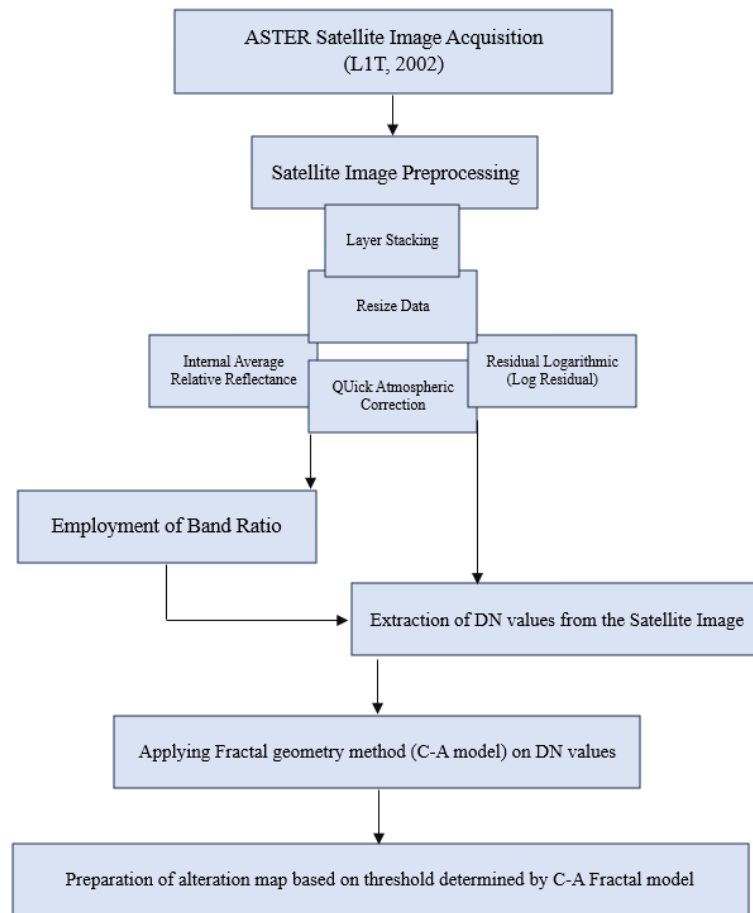 ASTER Satellite Image Acquisition
(L1T, 2002)
Satellite Image Preprocessing
Layer Stacking
Resize Data
Internal Average
Relative Reflectance
QUick Atmospheric
Correction
Residual Logarithmic
(Log Residual)
Employment of Band Ratio
Extraction of DN values from the Satellite Image
Applying Fractal geometry method (C-A model) on DN values
Preparation of alteration map based on threshold determined by C-A Fractal model